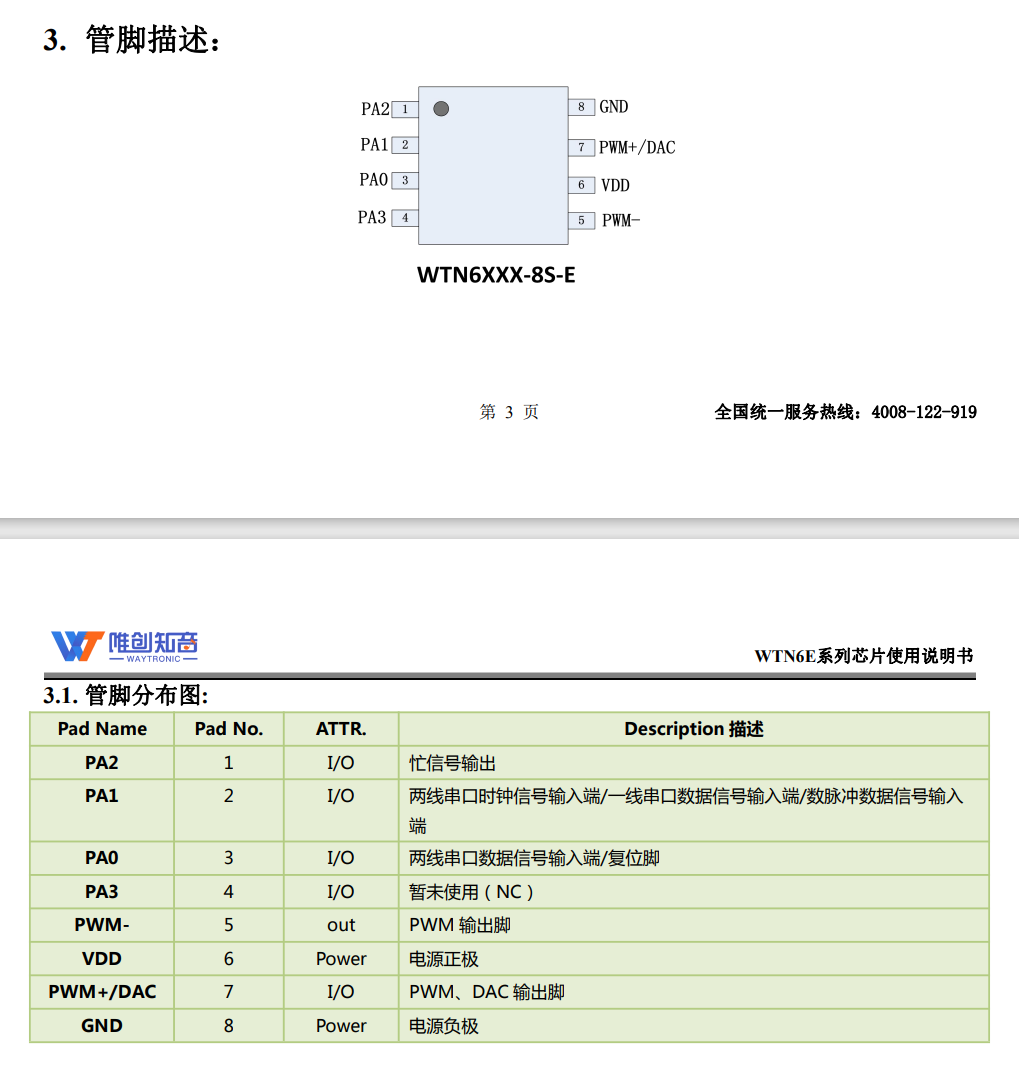 3. 管脚描述：
PA2 1 8 GND
PA1 2 7 PWM+/DAC
PA0 3 6 VDD
PA3 4 5 PWM-
WTN6XXX-8S-E
第 3 页 全国统一服务热线：4008-122-919
WT 唯创知音
WAYTRONIC
WTN6E系列芯片使用说明书
3.1. 管脚分布图:
Pad Name Pad No. ATTR. Description 描述
PA2 1 I/O 忙信号输出
PA1 2 I/O 两线串口时钟信号输入端/一线串口数据信号输入端/数脉冲数据信号输入
端
PA0 3 I/O 两线串口数据信号输入端/复位脚
PA3 4 I/O 暂未使用（NC）
PWM- 5 out PWM 输出脚
VDD 6 Power 电源正极
PWM+/DAC 7 I/O PWM、DAC 输出脚
GND 8 Power 电源负极